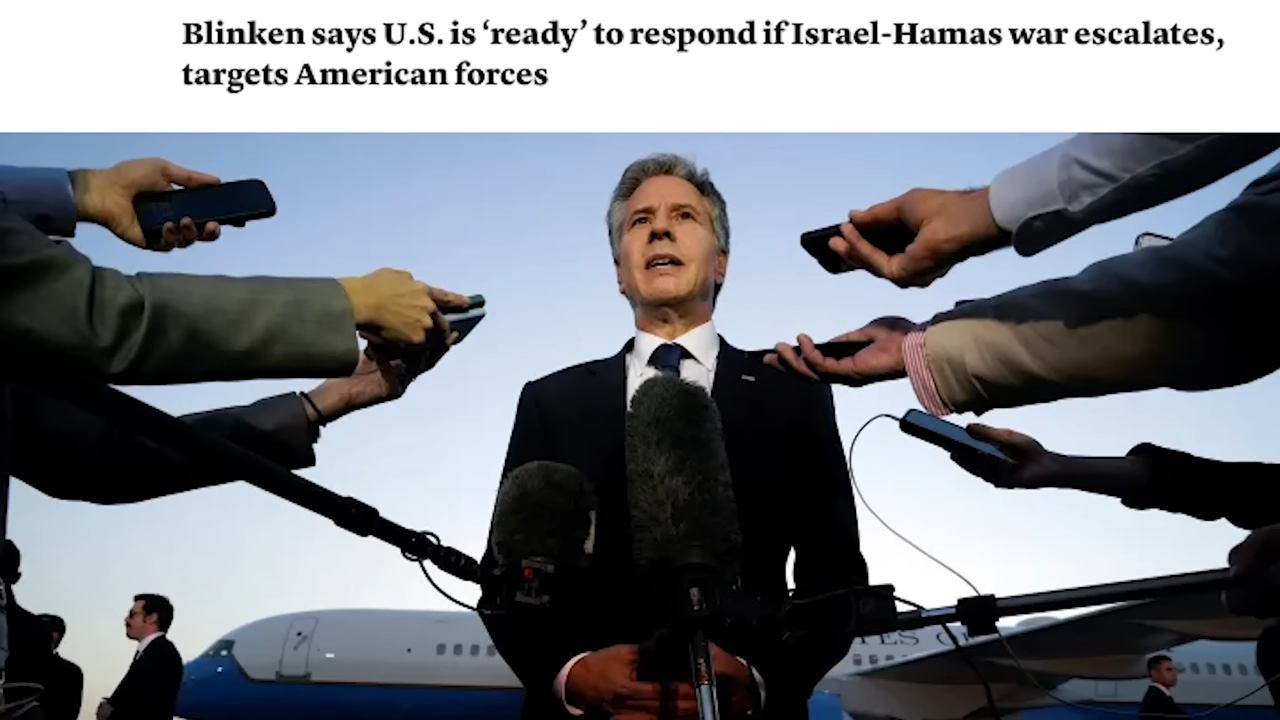 Blinken says U.S. is ‘ready’ to respond if Israel-Hamas war escalates,
targets American forces